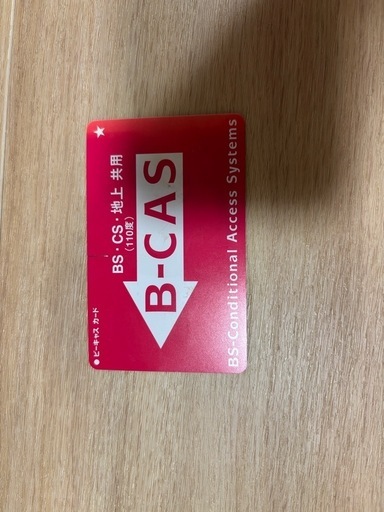 ● ビーキャス カード
★
BS・CS・地上 共用
(110度)
B-CAS
BS-Conditional Access Systems